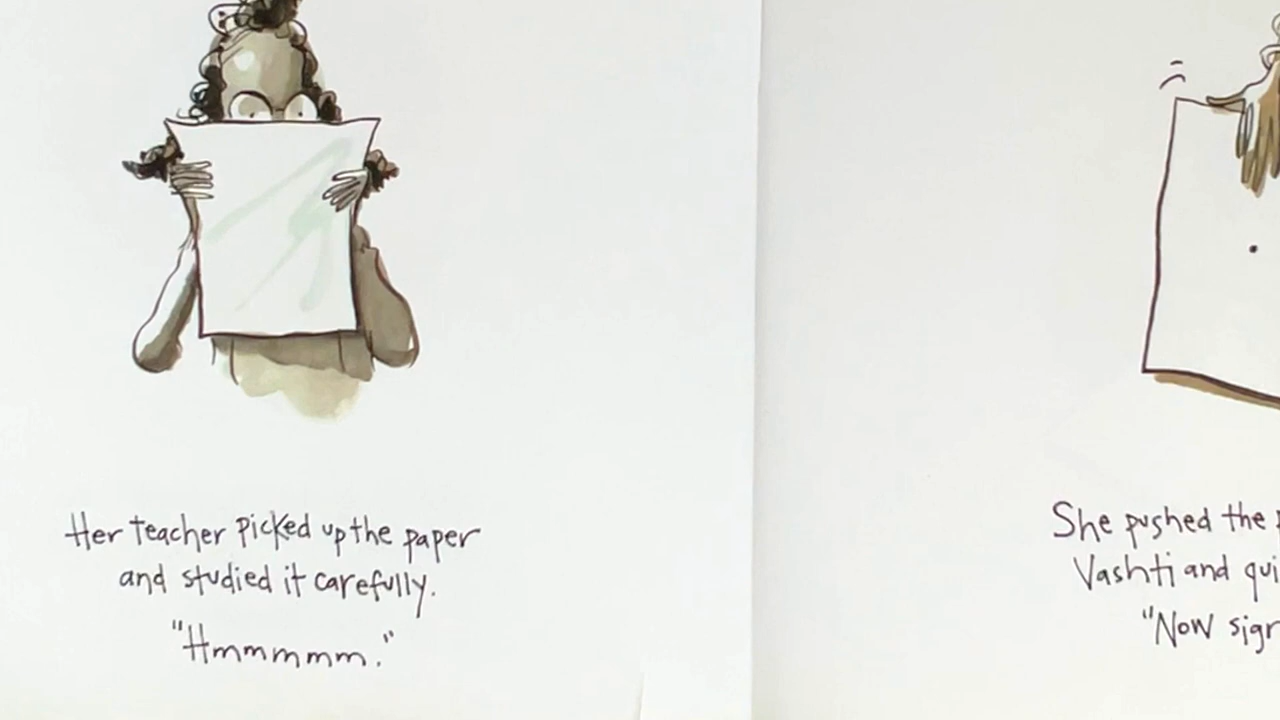 Her teacher picked up the paper
and studied it carefully.
"Hmmmmm."
She pushed the
Vashti and
"Now